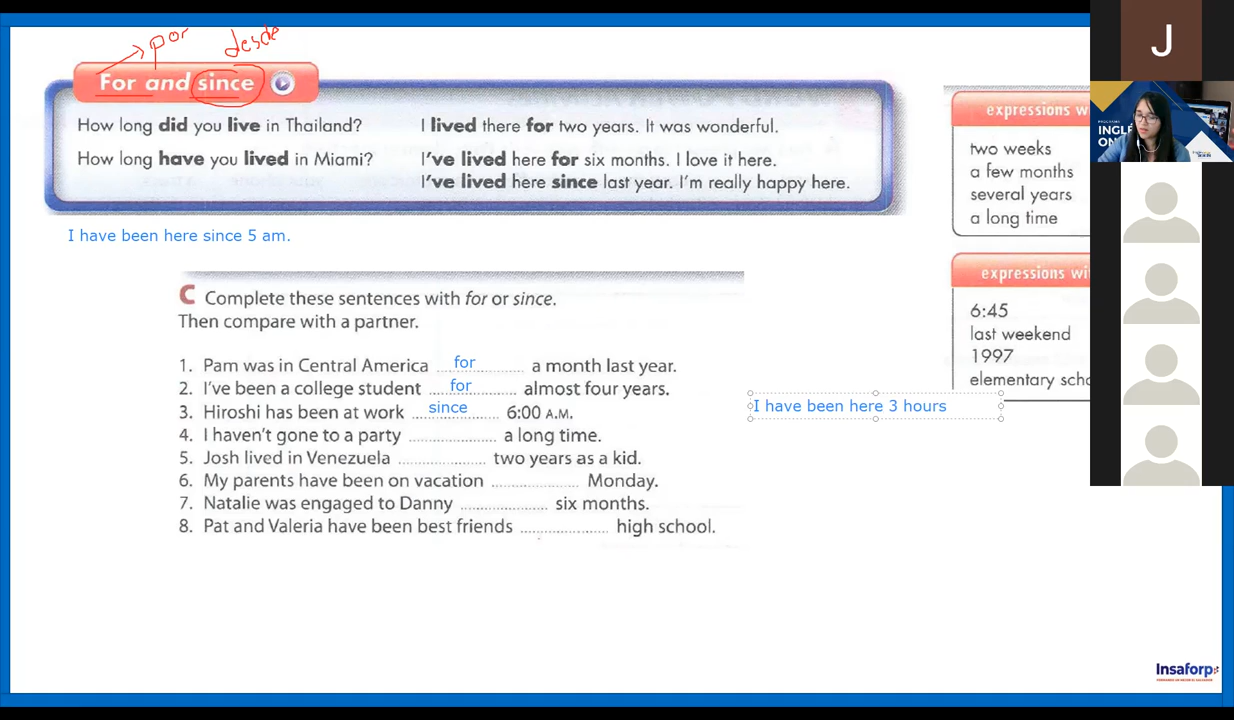 por
desde
For and since
How long did you live in Thailand?
I lived there for two years. It was wonderful.
How long have you lived in Miami?
I've lived here for six months. I love it here.
I've lived here since last year. I'm really happy here.
I have been here since 5 am.
C Complete these sentences with for or since.
Then compare with a partner.
1. Pam was in Central America for a month last year.
2. I've been a college student for almost four years.
3. Hiroshi has been at work since 6:00 A.M.
4. I haven't gone to a party .................... a long time.
5. Josh lived in Venezuela .................... two years as a kid.
6. My parents have been on vacation .................... Monday.
7. Natalie was engaged to Danny .................... six months.
8. Pat and Valeria have been best friends .................... high school.
I have been here 3 hours
expressions w
two weeks
a few months
several years
a long time
expressions wi
6:45
last weekend
1997
elementary scho
J
INGLÉ
ON
Insaforp